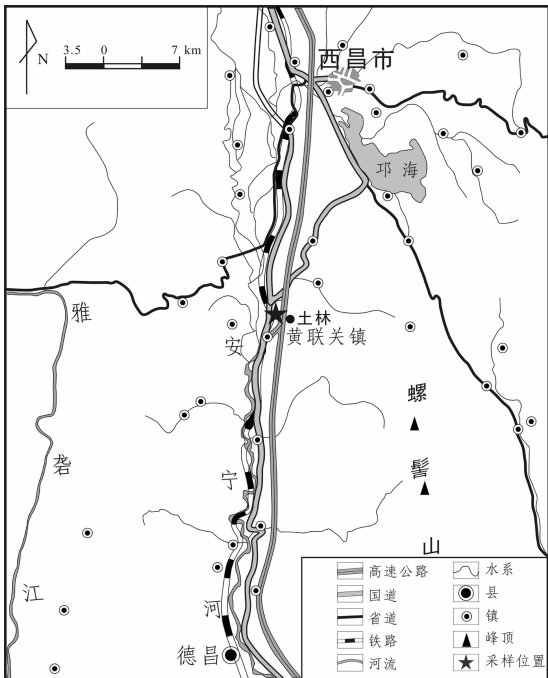 3.5 0 7 km
N
西昌市
邛海
土林
黄联关镇
雅砻江
安宁河
螺髻山
德昌
高速公路
国道
省道
铁路
河流
水系
县
镇
峰顶
采样位置